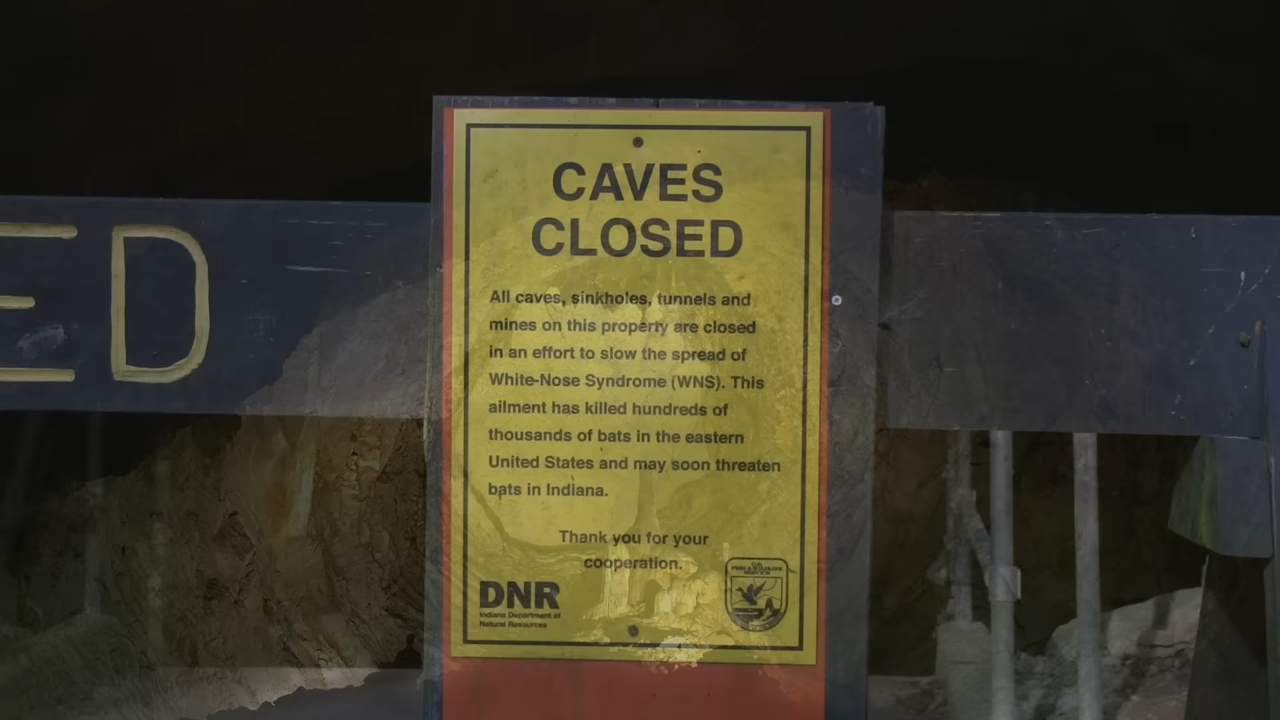 ED
CAVES
CLOSED
All caves, sinkholes, tunnels and
mines on this property are closed
in an effort to slow the spread of
White-Nose Syndrome (WNS). This
ailment has killed hundreds of
thousands of bats in the eastern
United States and may soon threaten
bats in Indiana.
Thank you for your
cooperation.
DNR
Indiana Department of
Natural Resources
U.S.
FISH & WILDLIFE
SERVICE